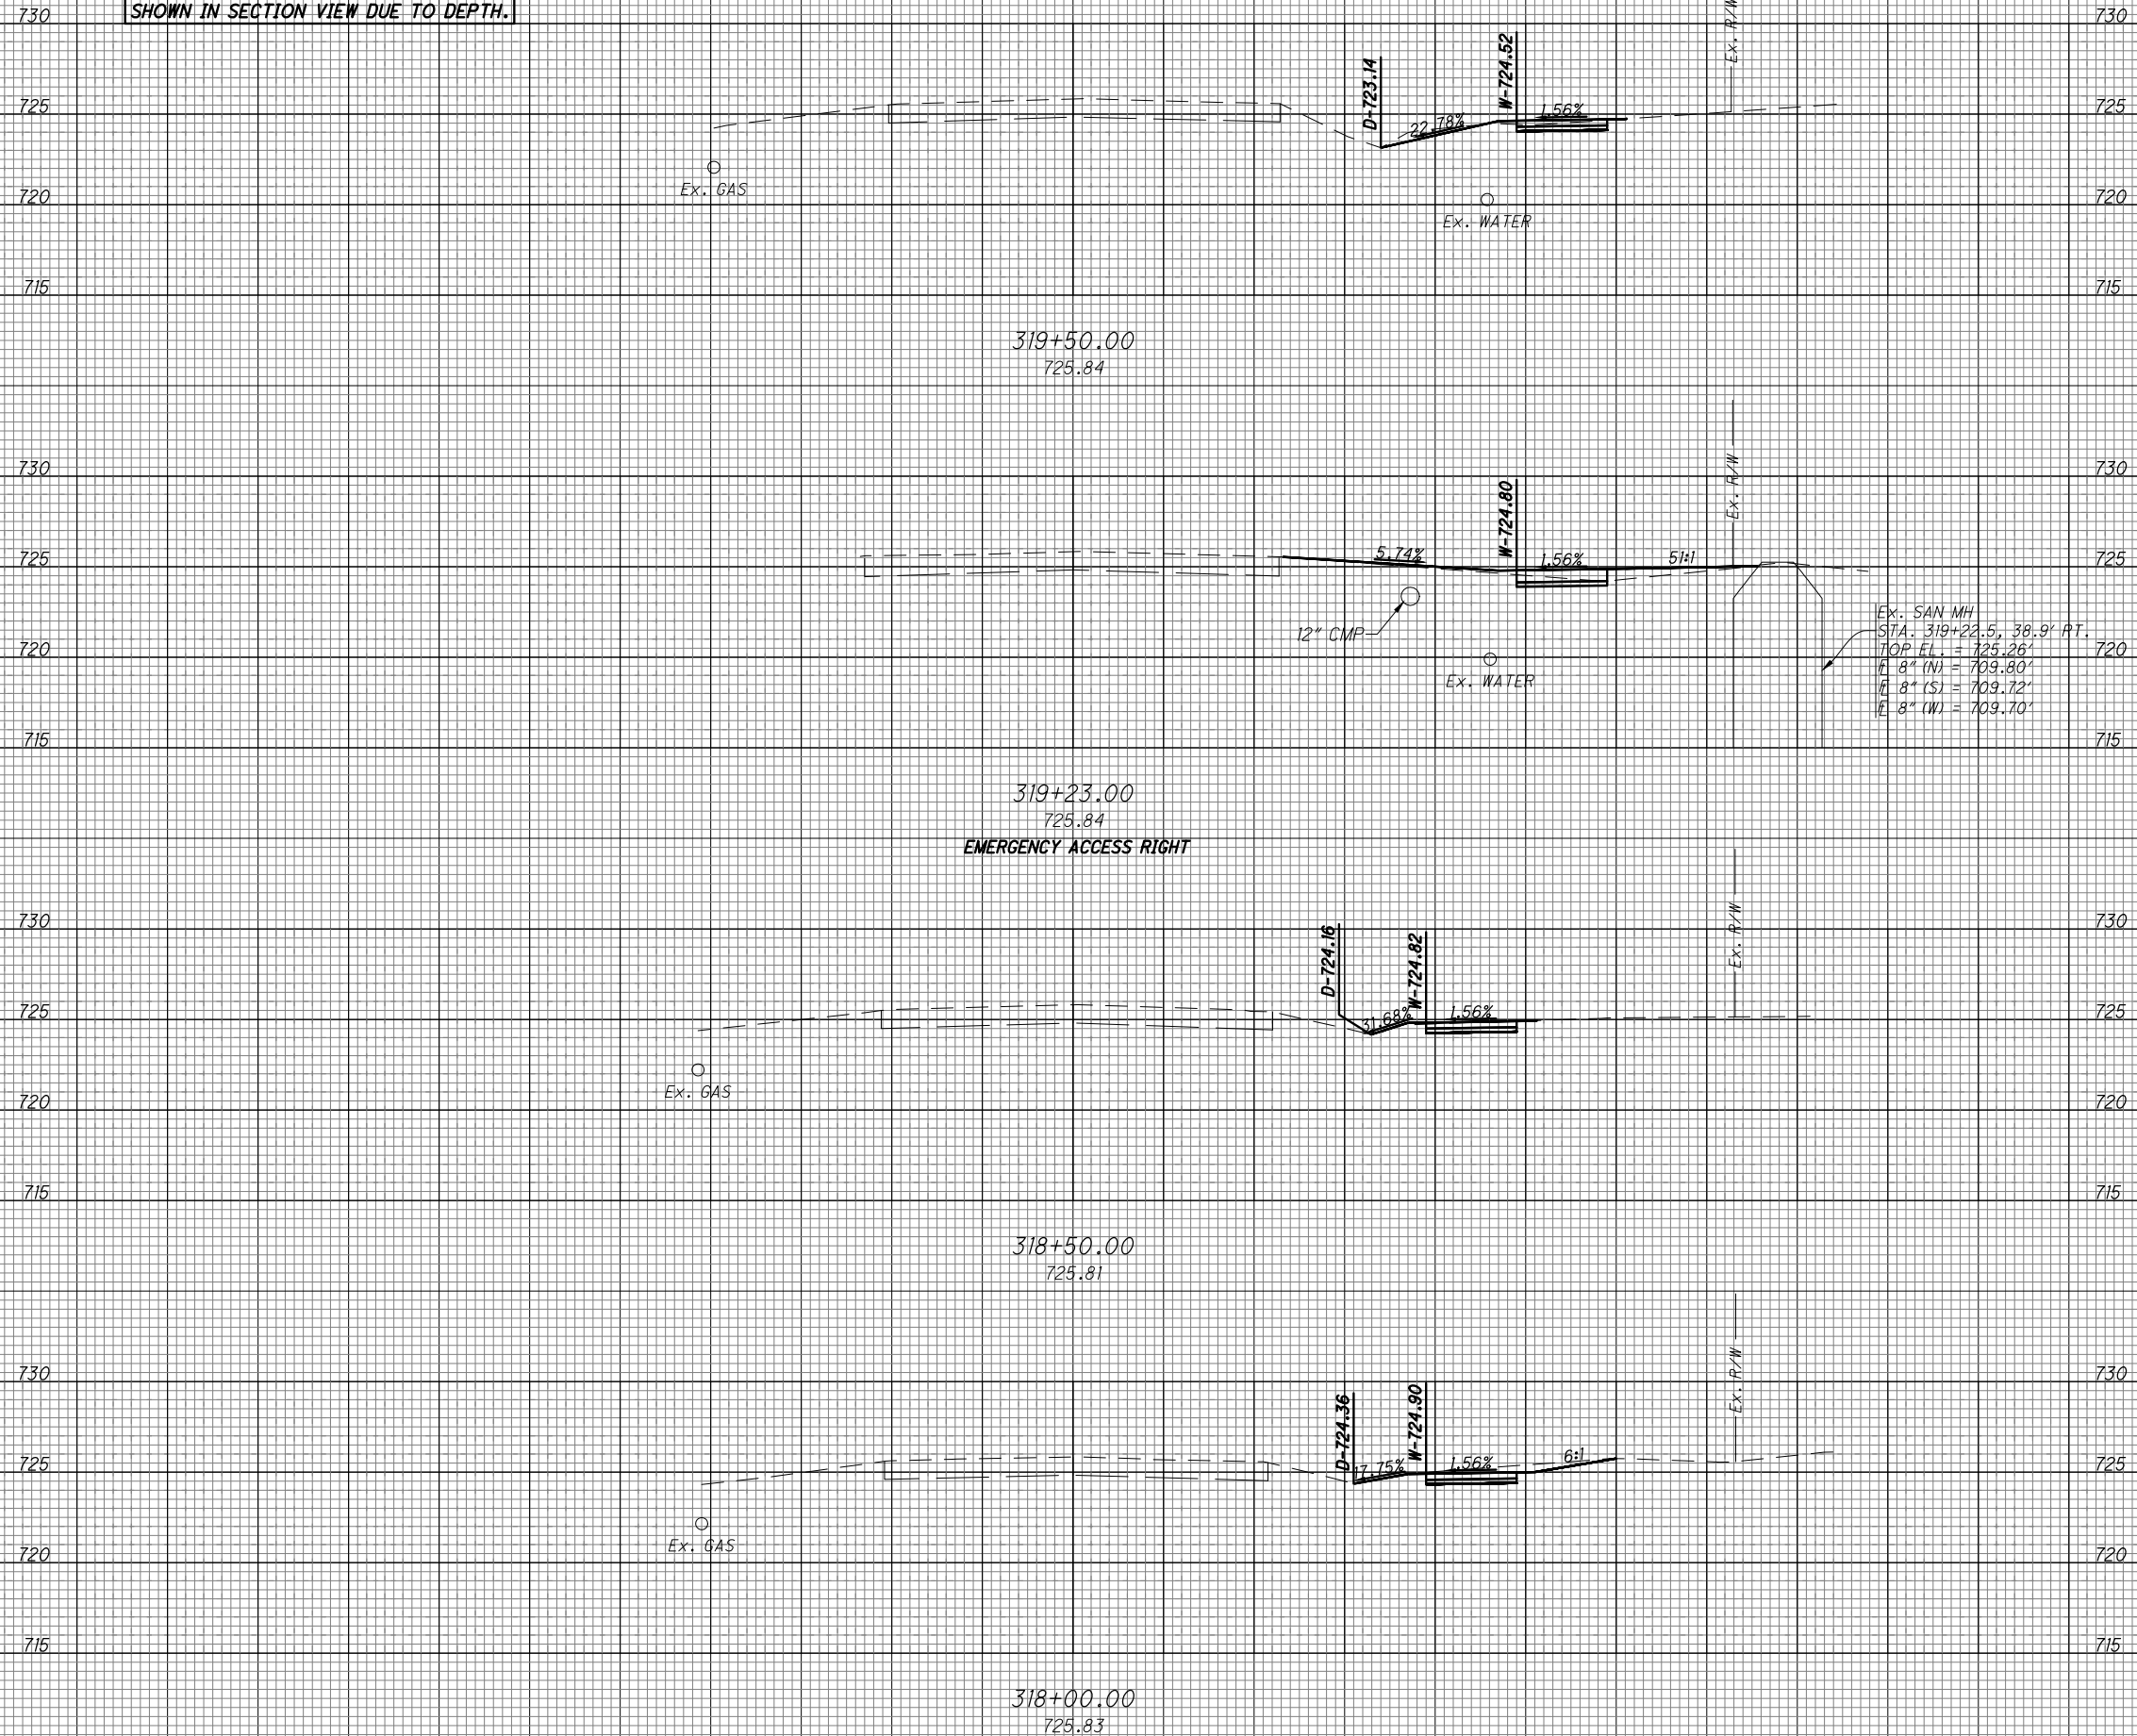 SHOWN IN SECTION VIEW DUE TO DEPTH.
730 730
Ex. R/W
W-724.52
D-723.14
725 725
22.78%
1.56%
Ex. GAS
720 720
Ex. WATER
715 715
319+50.00
725.84
730 730
Ex. R/W
W-724.80
725 725
5.74%
1.56%
51:1
12" CMP
Ex. SAN MH
STA. 319+22.5, 38.9' RT.
TOP EL. = 725.26'
720 720
8" (N) = 709.80'
Ex. WATER
8" (S) = 709.72'
8" (W) = 709.70'
715 715
319+23.00
725.84
EMERGENCY ACCESS RIGHT
730 730
Ex. R/W
D-724.16
W-724.82
725 725
31.68%
1.56%
Ex. GAS
720 720
715 715
318+50.00
725.81
730 730
Ex. R/W
D-724.36
W-724.90
725 725
17.75%
1.56%
6:1
Ex. GAS
720 720
715 715
318+00.00
725.83